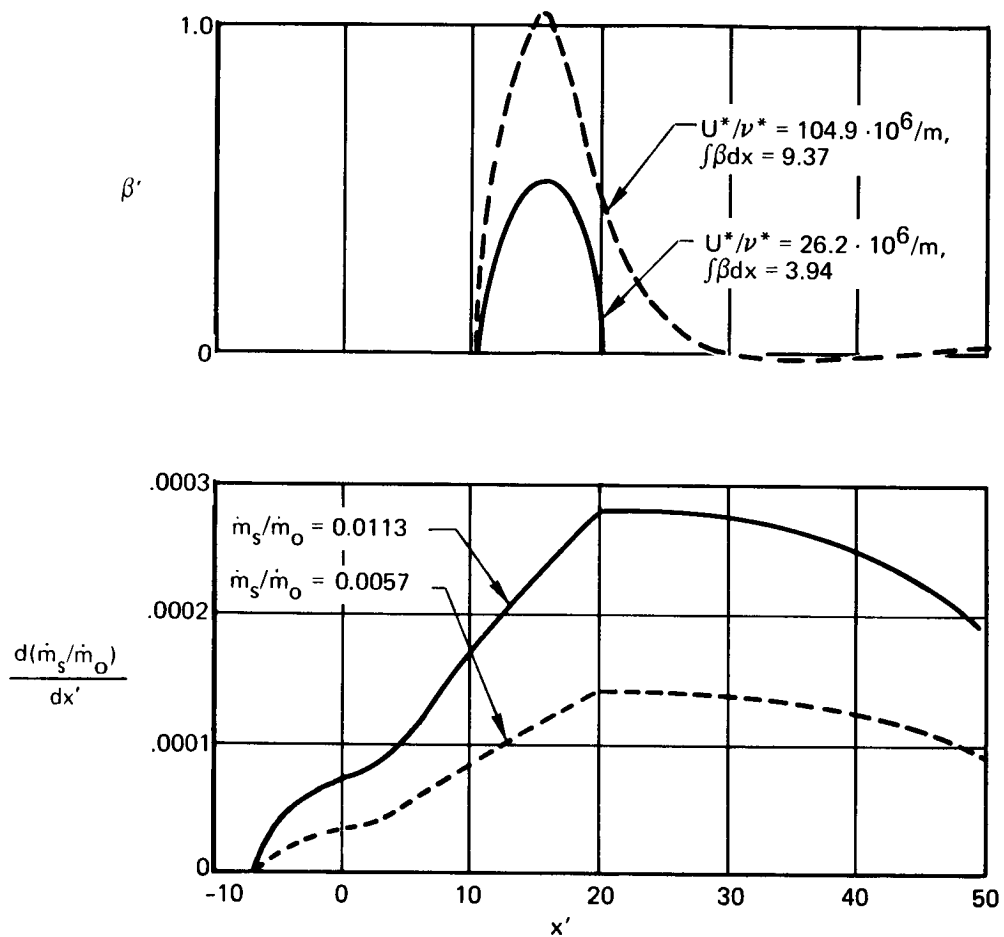 1.0
β′
0
U*/ν* = 104.9 · 10⁶/m,
∫βdx = 9.37
U*/ν* = 26.2 · 10⁶/m,
∫βdx = 3.94
.0003
.0002
.0001
0
d(ṁₛ/ṁₒ)
dx′
ṁₛ/ṁₒ = 0.0113
ṁₛ/ṁₒ = 0.0057
−10 0 10 20 30 40 50
x′